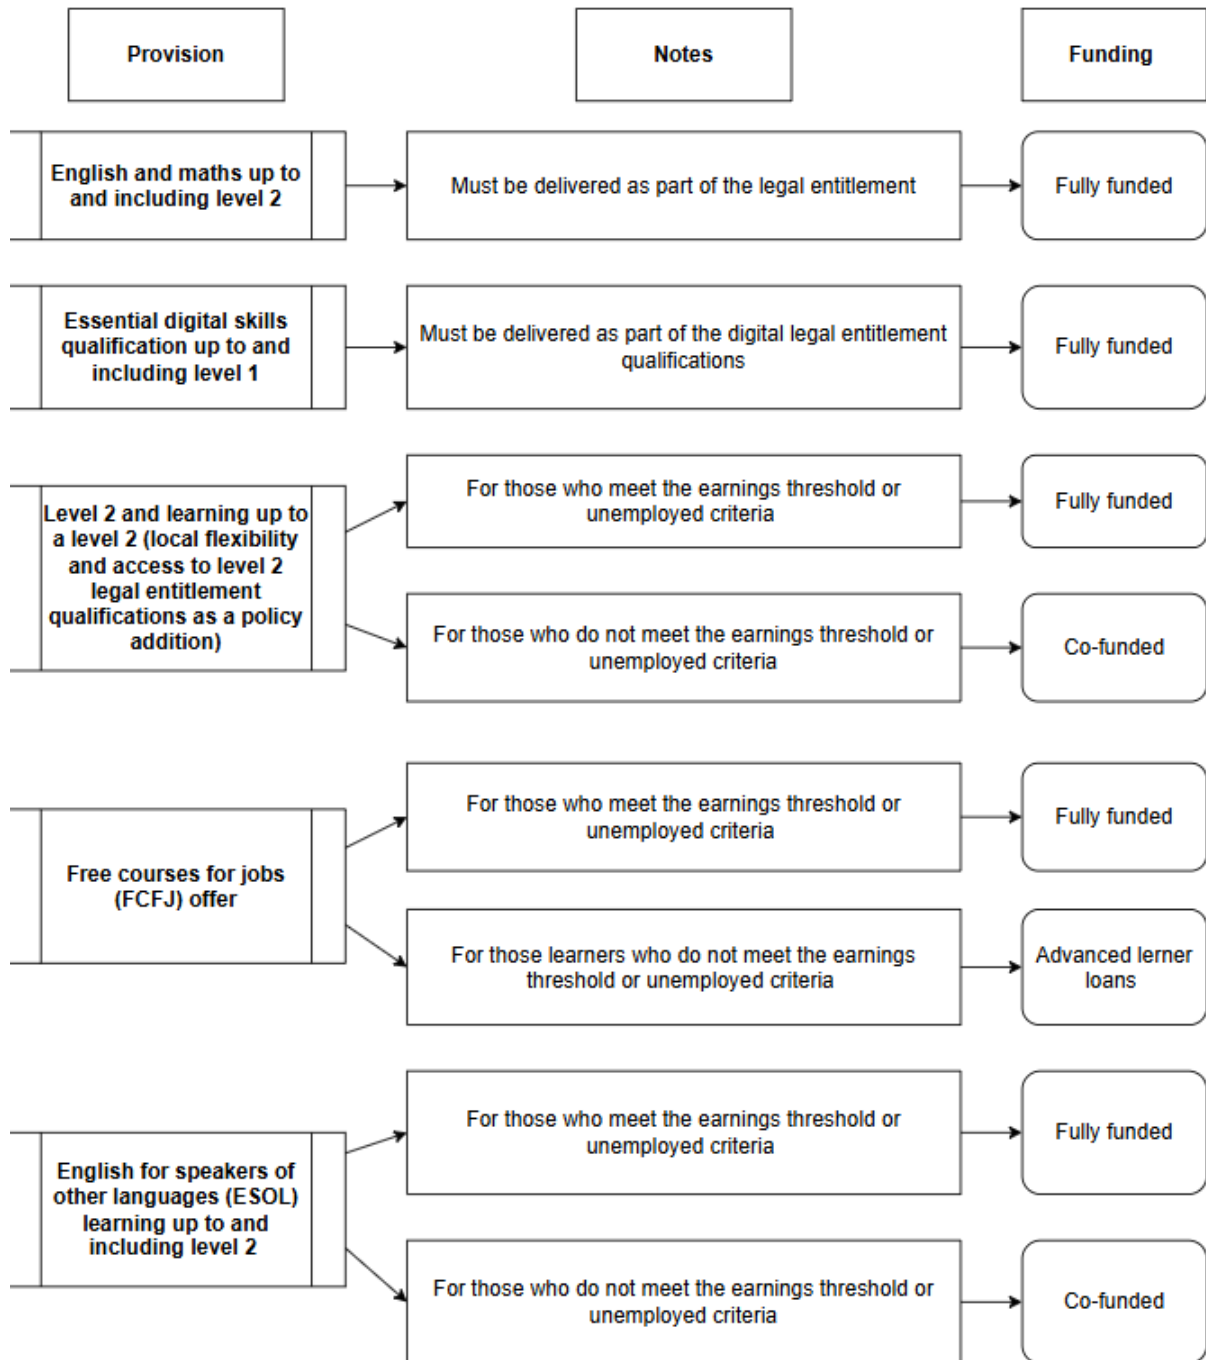 Provision
Notes
Funding
English and maths up to
and including level 2
Must be delivered as part of the legal entitlement
Fully funded
Essential digital skills
qualification up to and
including level 1
Must be delivered as part of the digital legal entitlement
qualifications
Fully funded
Level 2 and learning up to
a level 2 (local flexibility
and access to level 2
legal entitlement
qualifications as a policy
addition)
For those who meet the earnings threshold or
unemployed criteria
Fully funded
For those who do not meet the earnings threshold or
unemployed criteria
Co-funded
Free courses for jobs
(FCFJ) offer
For those who meet the earnings threshold or
unemployed criteria
Fully funded
For those learners who do not meet the earnings
threshold or unemployed criteria
Advanced lerner
loans
English for speakers of
other languages (ESOL)
learning up to and
including level 2
For those who meet the earnings threshold or
unemployed criteria
Fully funded
For those who do not meet the earnings threshold or
unemployed criteria
Co-funded